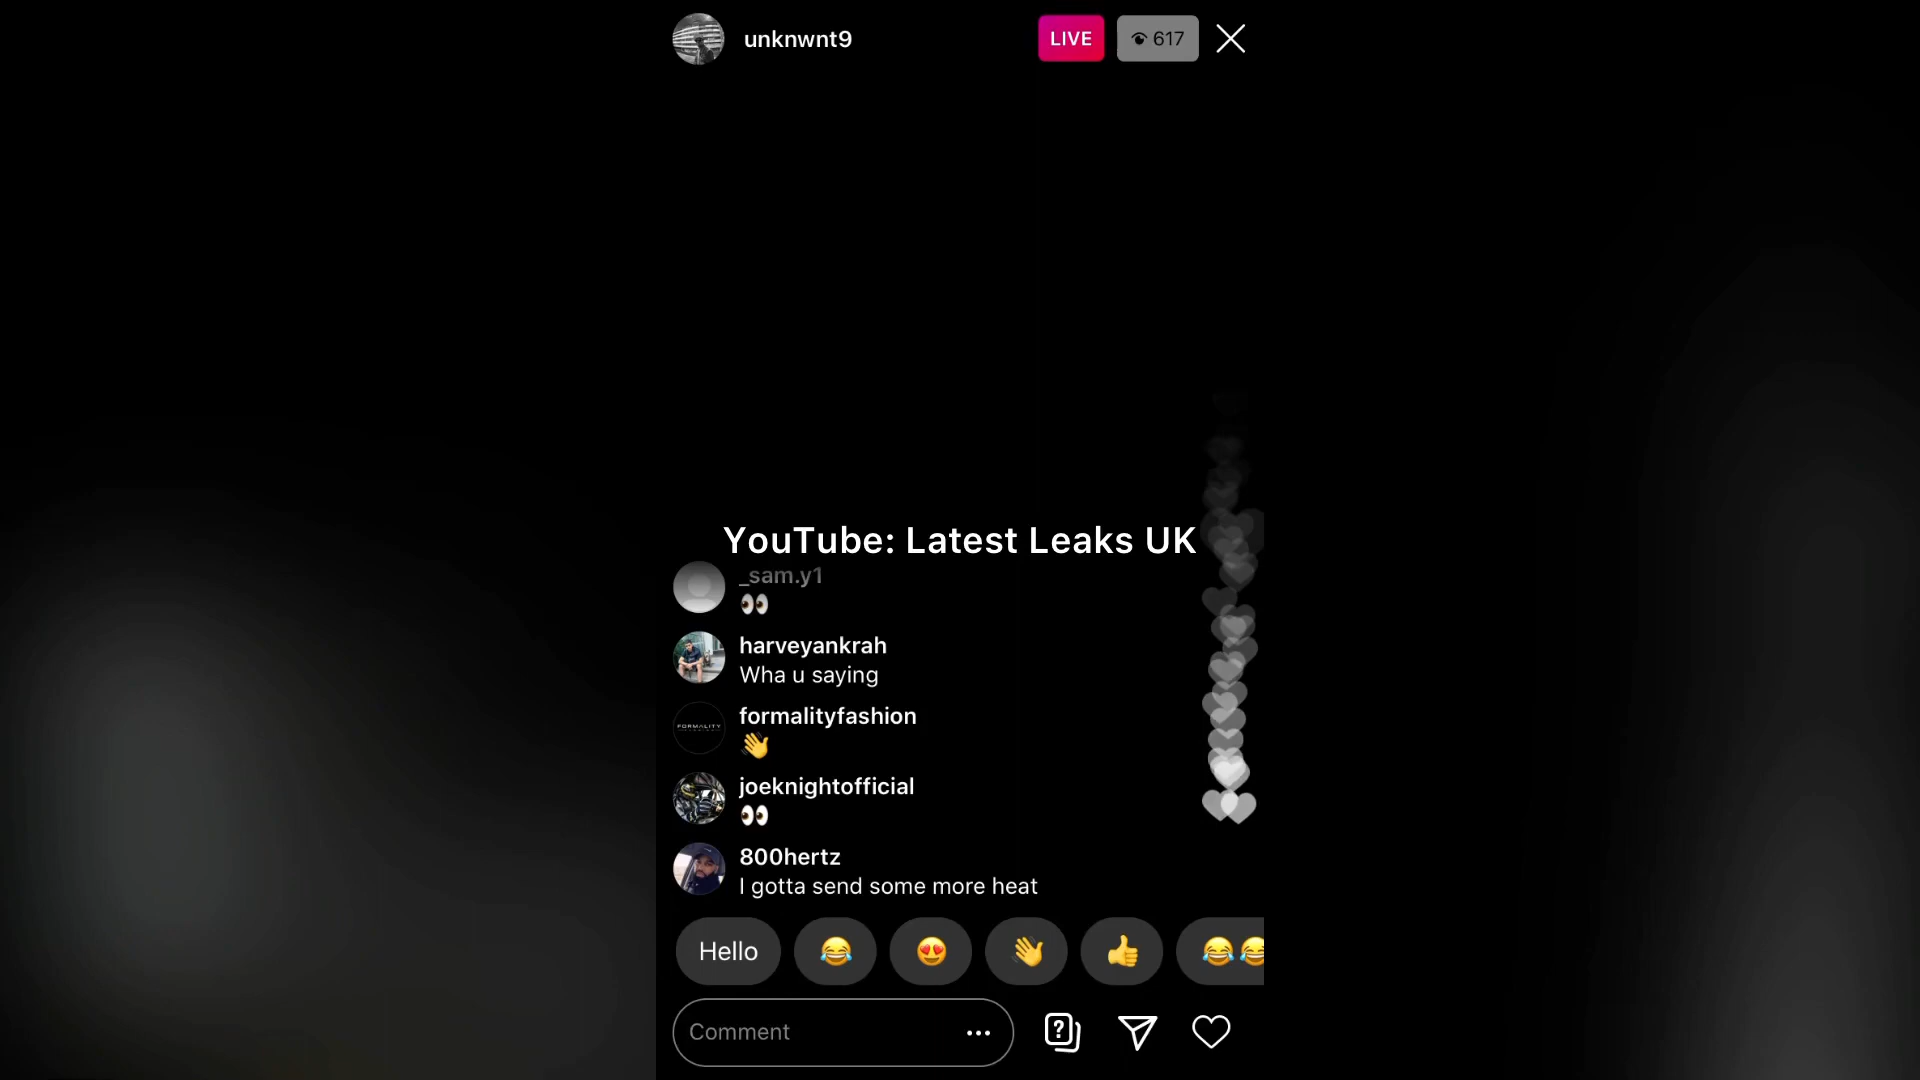 unknwnt9
LIVE
617
YouTube: Latest Leaks UK
_sam.y1
👀
harveyankrah
Wha u saying
formalityfashion
👋
FORMALITY
joeknightofficial
👀
800hertz
I gotta send some more heat
Hello 😂 😍 👋 👍 😂😂
Comment